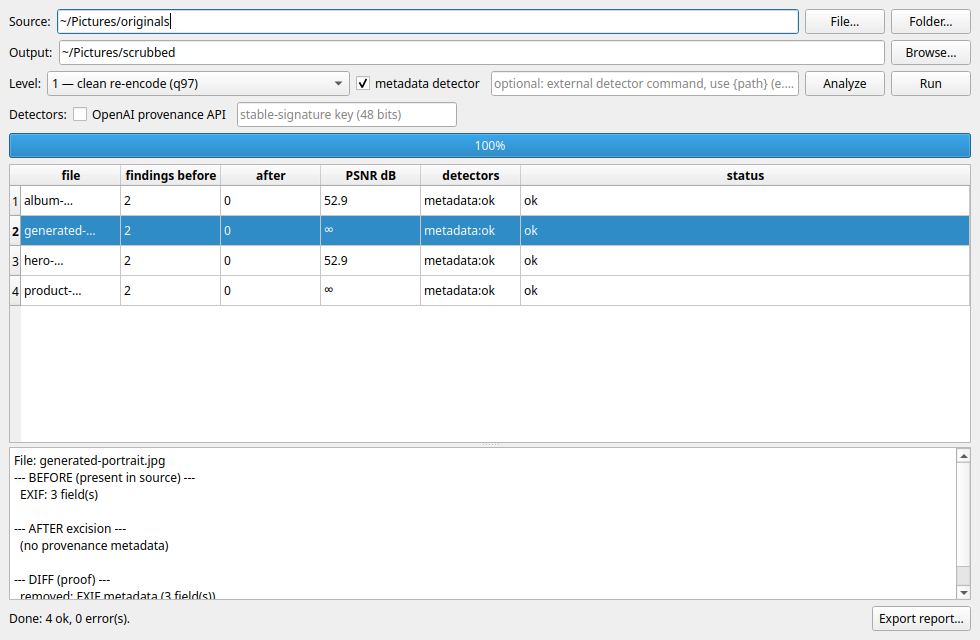 Source: ~/Pictures/originals File... Folder...
Output: ~/Pictures/scrubbed Browse...
Level: 1 — clean re-encode (q97) metadata detector optional: external detector command, use {path} (e.... Analyze Run
Detectors: OpenAI provenance API stable-signature key (48 bits)
100%
file findings before after PSNR dB detectors status
1 album-... 2 0 52.9 metadata:ok ok
2 generated-... 2 0 ∞ metadata:ok ok
3 hero-... 2 0 52.9 metadata:ok ok
4 product-... 2 0 ∞ metadata:ok ok
File: generated-portrait.jpg
--- BEFORE (present in source) ---
EXIF: 3 field(s)
--- AFTER excision ---
(no provenance metadata)
--- DIFF (proof) ---
removed: EXIF metadata (3 field(s))
Done: 4 ok, 0 error(s). Export report...